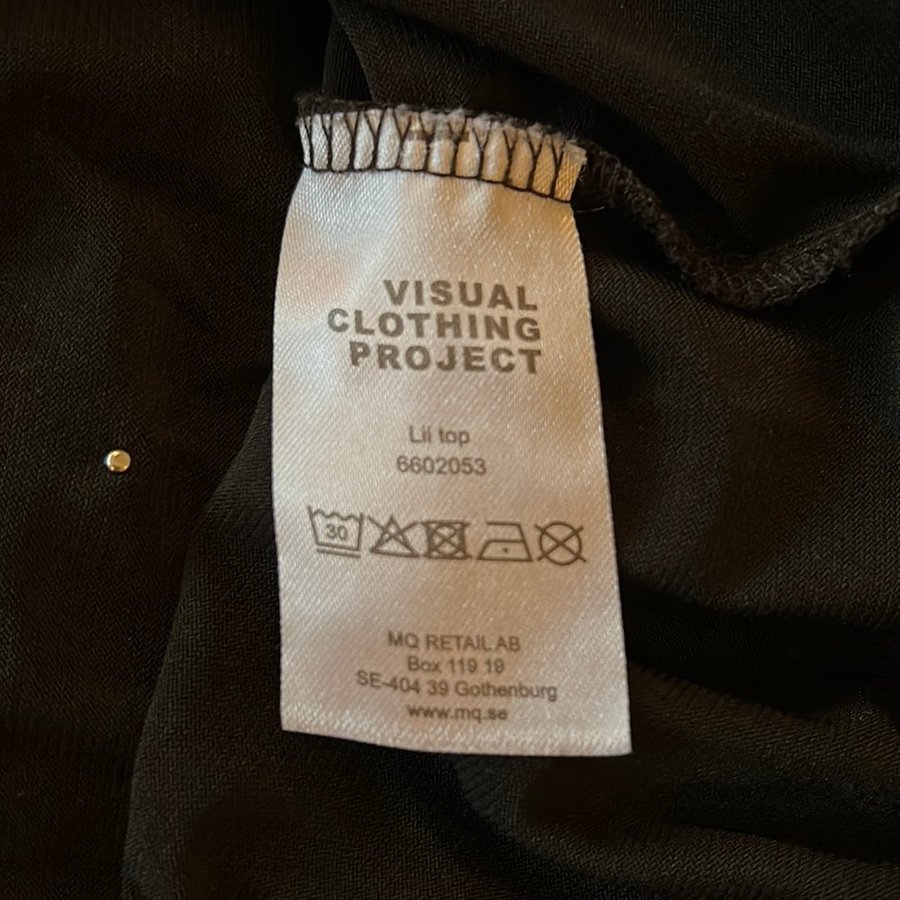 VISUAL
CLOTHING
PROJECT
Lil top
6602053
30
MQ RETAIL AB
Box 119 19
SE-404 39 Gothenburg
www.mq.se